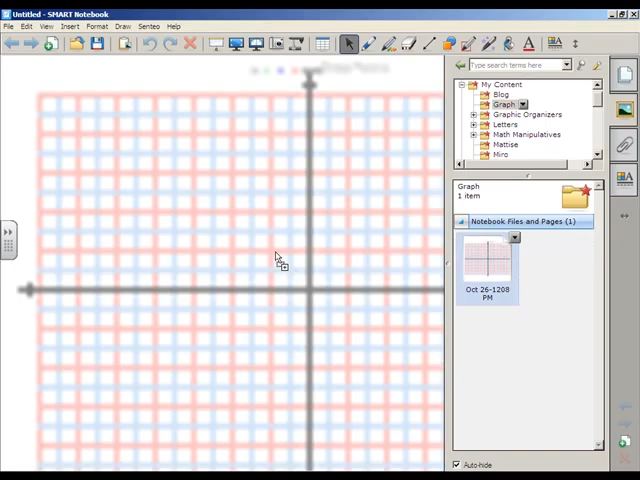 Untitled - SMART Notebook
File Edit View Insert Format Draw Senteo Help
Type search terms here
My Content
Blog
Graph
Graphic Organizers
Letters
Math Manipulatives
Mattise
Miro
Graph
1 item
Notebook Files and Pages (1)
Oct 26-1208
PM
Auto-hide